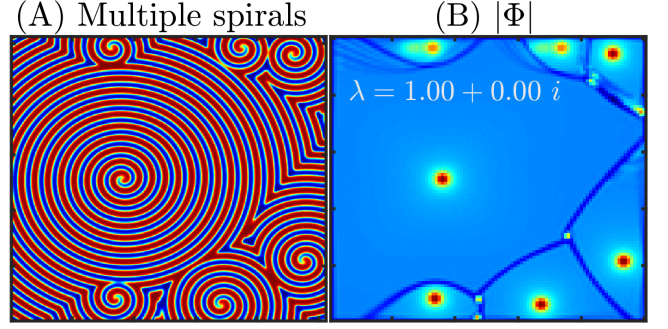 (A) Multiple spirals
(B) |Φ|
λ = 1.00 + 0.00 i